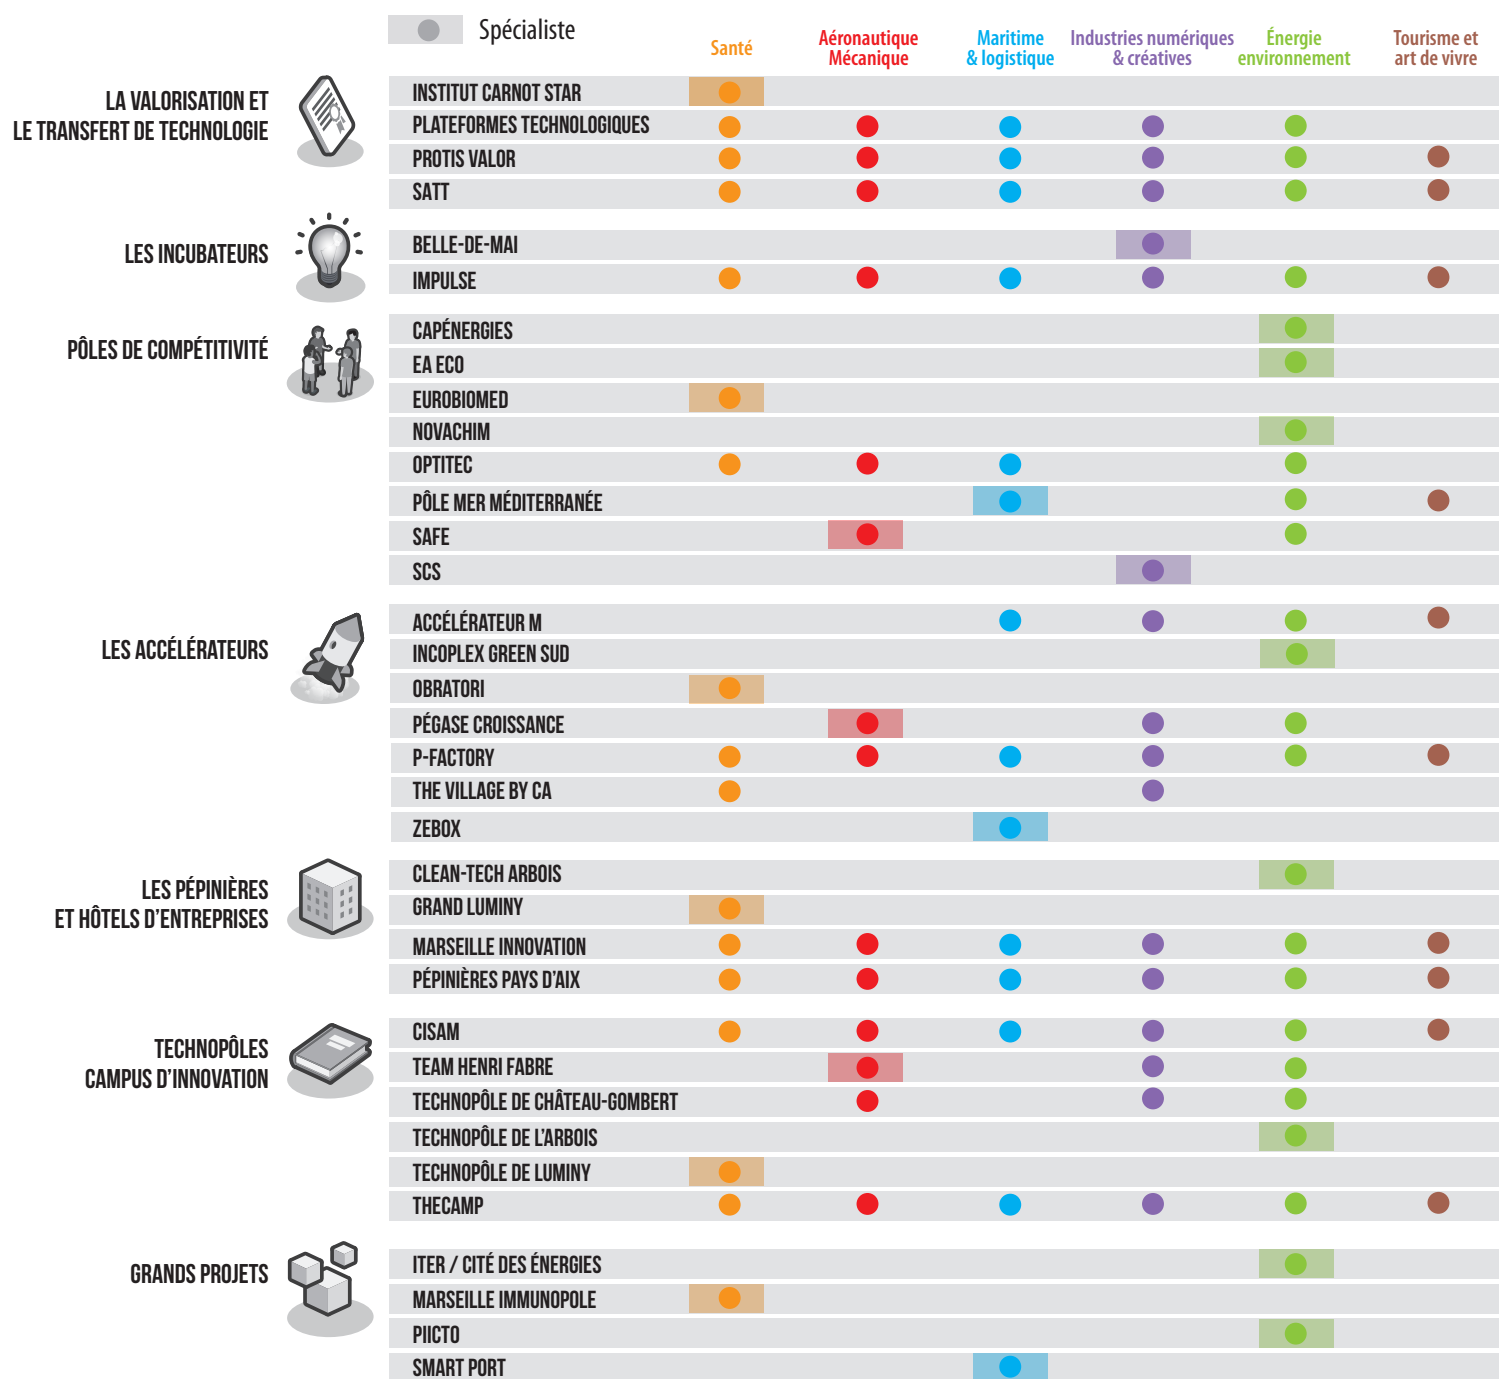 Spécialiste
Santé
Aéronautique
Mécanique
Maritime
& logistique
Industries numériques
& créatives
Énergie
environnement
Tourisme et
art de vivre
LA VALORISATION ET
LE TRANSFERT DE TECHNOLOGIE
INSTITUT CARNOT STAR
PLATEFORMES TECHNOLOGIQUES
PROTIS VALOR
SATT
LES INCUBATEURS
BELLE-DE-MAI
IMPULSE
PÔLES DE COMPÉTITIVITÉ
CAPÉNERGIES
EA ECO
EUROBIOMED
NOVACHIM
OPTITEC
PÔLE MER MÉDITERRANÉE
SAFE
SCS
LES ACCÉLÉRATEURS
ACCÉLÉRATEUR M
INCOPLEX GREEN SUD
OBRATORI
PÉGASE CROISSANCE
P-FACTORY
THE VILLAGE BY CA
ZEBOX
LES PÉPINIÈRES
ET HÔTELS D'ENTREPRISES
CLEAN-TECH ARBOIS
GRAND LUMINY
MARSEILLE INNOVATION
PÉPINIÈRES PAYS D'AIX
TECHNOPÔLES
CAMPUS D'INNOVATION
CISAM
TEAM HENRI FABRE
TECHNOPÔLE DE CHÂTEAU-GOMBERT
TECHNOPÔLE DE L'ARBOIS
TECHNOPÔLE DE LUMINY
THECAMP
GRANDS PROJETS
ITER / CITÉ DES ÉNERGIES
MARSEILLE IMMUNOPOLE
PIICTO
SMART PORT